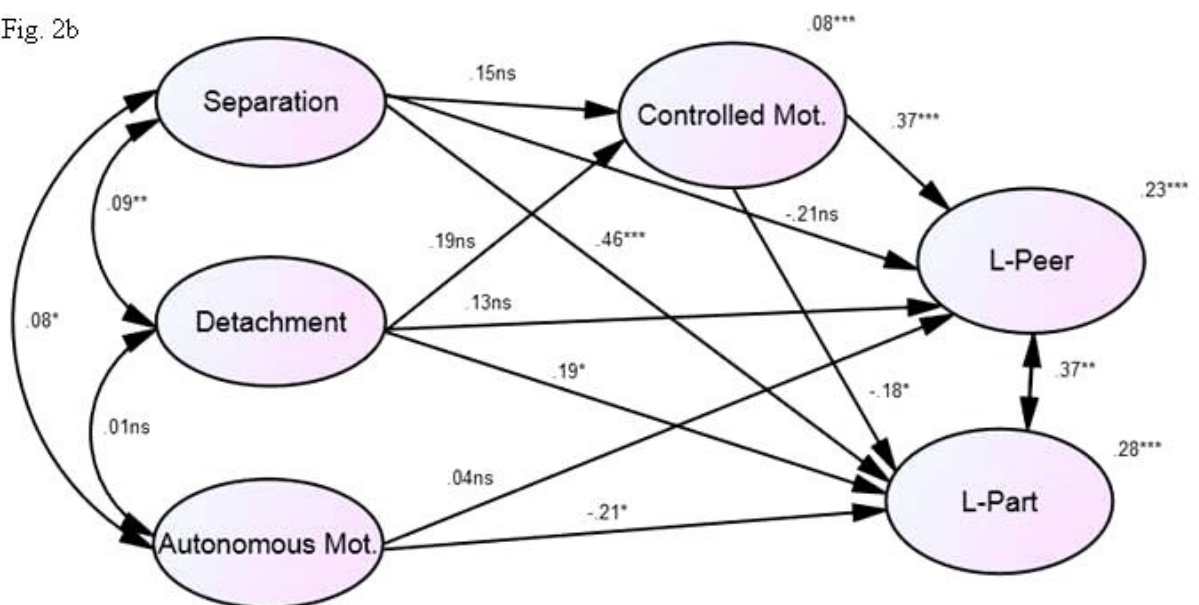 Fig. 2b
.08***
Separation
.15ns
Controlled Mot.
.37***
.23***
.09**
-.21ns
.19ns
.46***
L-Peer
.13ns
Detachment
.08*
.19*
.37**
-.18*
.01ns
.28***
.04ns
L-Part
-.21*
Autonomous Mot.